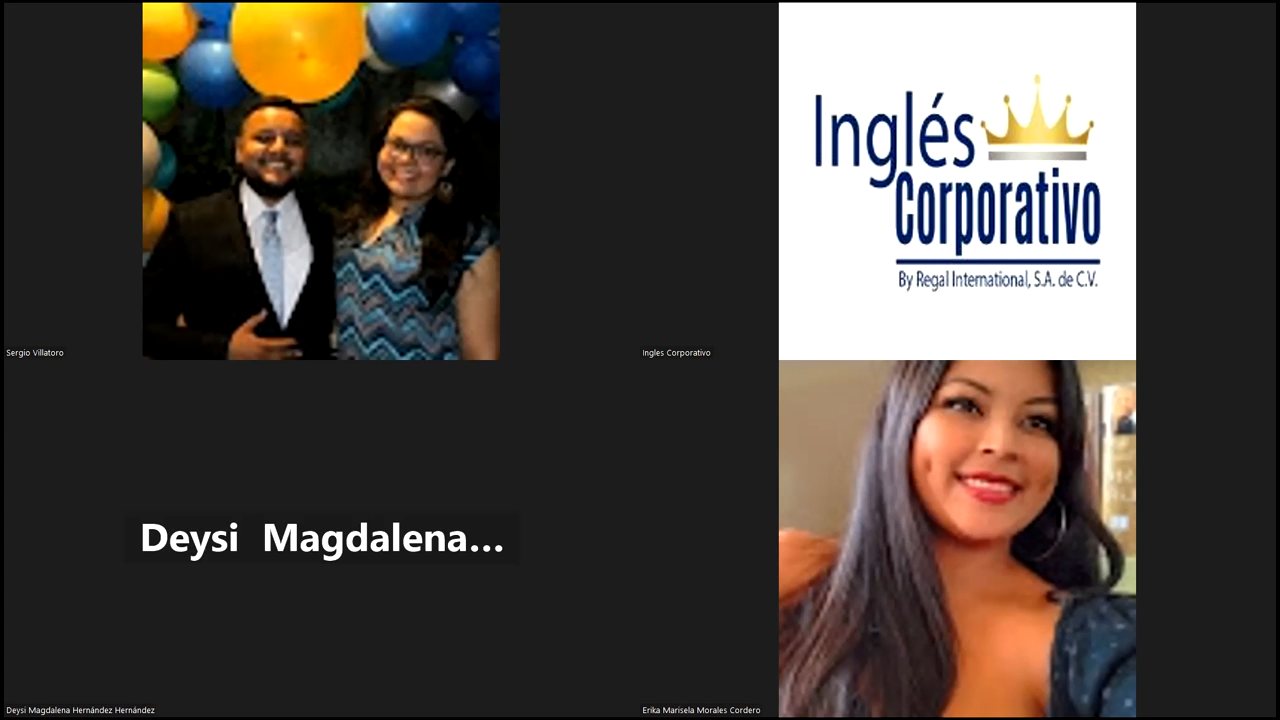 Inglés
Corporativo
By Regal International, S.A. de C.V.
Sergio Villatoro
Ingles Corporativo
Deysi Magdalena...
Deysi Magdalena Hernández Hernández
Erika Marisela Morales Cordero